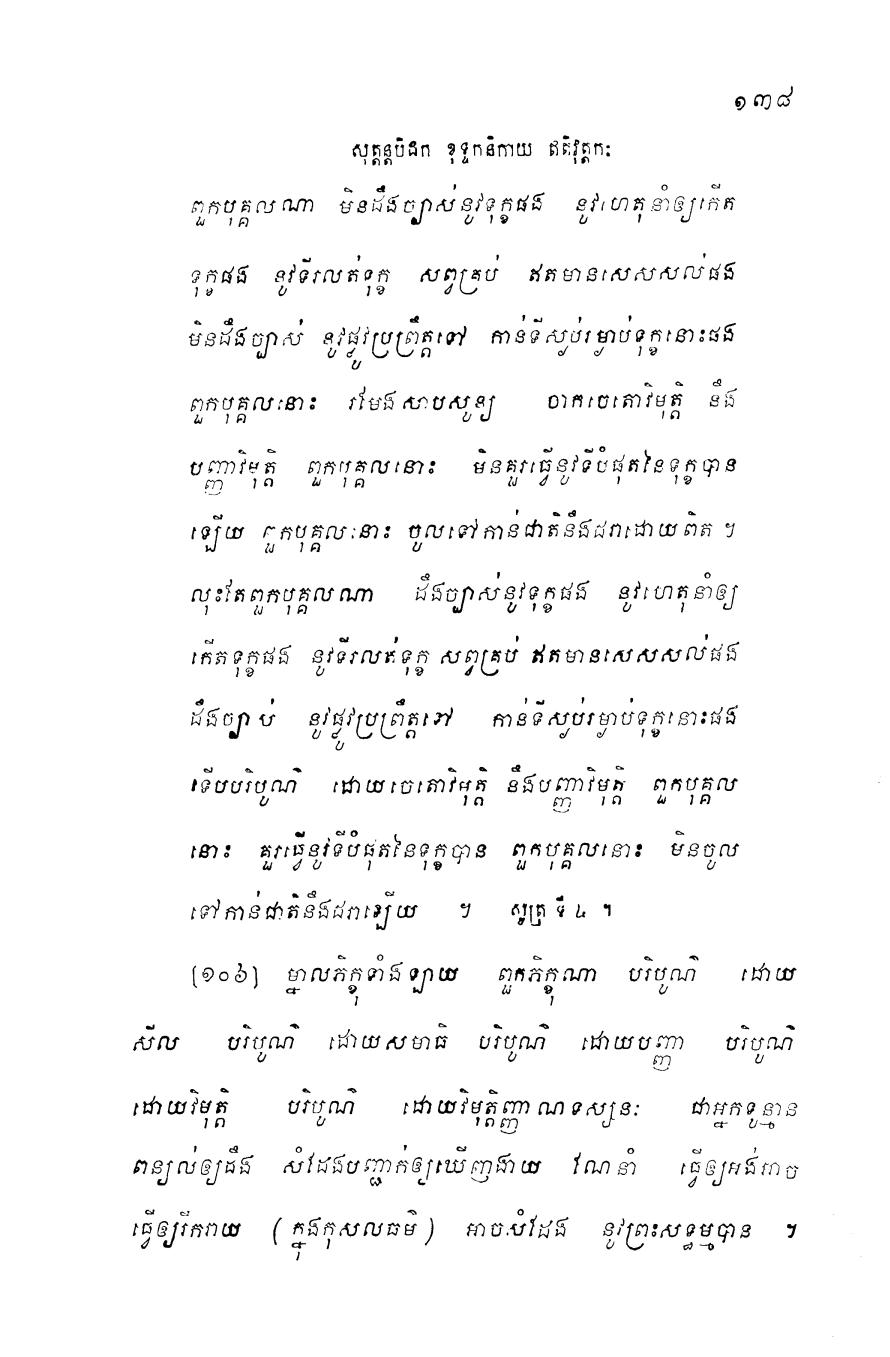 ១៣៨
សុត្តន្តបិដក ខុទ្ទកនិកាយ ឥតិវុត្តកៈ
ពួកបុគ្គលណា មិនដឹងច្បាស់នូវទុក្ខផង នូវហេតុនាំឲ្យកើត
ទុក្ខផង នូវទីរលត់ទុក្ខ សព្វគ្រប់ ឥតមានសេសសល់ផង
មិនដឹងច្បាស់ នូវផ្លូវប្រព្រឹត្តទៅ កាន់ទីស្ងប់រម្ងាប់ទុក្ខនោះផង
ពួកបុគ្គលនោះ រមែងសាបសូន្យ ចាកចេតោវិមុត្តិ នឹង
បញ្ញាវិមុត្តិ ពួកបុគ្គលនោះ មិនគួរធ្វើនូវទីបំផុតនៃទុក្ខបាន
ឡើយ ពួកបុគ្គលនោះ ចូលទៅកាន់ជាតិនឹងជរាដោយពិត ។
លុះតែពួកបុគ្គលណា ដឹងច្បាស់នូវទុក្ខផង នូវហេតុនាំឲ្យ
កើតទុក្ខផង នូវទីរលត់ទុក្ខ សព្វគ្រប់ ឥតមានសេសសល់ផង
ដឹងច្បាស់ នូវផ្លូវប្រព្រឹត្តទៅ កាន់ទីស្ងប់រម្ងាប់ទុក្ខនោះផង
ទើបបរិបូណ៌ ដោយចេតោវិមុត្តិ នឹងបញ្ញាវិមុត្តិ ពួកបុគ្គល
នោះ គួរធ្វើនូវទីបំផុតនៃទុក្ខបាន ពួកបុគ្គលនោះ មិនចូល
ទៅកាន់ជាតិនឹងជរាឡើយ ។ សូត្រ ទី ៤ ។
[១០៦] ម្នាលភិក្ខុទាំងឡាយ ពួកភិក្ខុណា បរិបូណ៌ ដោយ
សីល បរិបូណ៌ ដោយសមាធិ បរិបូណ៌ ដោយបញ្ញា បរិបូណ៌
ដោយវិមុត្តិ បរិបូណ៌ ដោយវិមុត្តិញ្ញាណទស្សនៈ ជាអ្នកទូន្មាន
ពន្យល់ឲ្យដឹង សំដែងបញ្ជាក់ឲ្យឃើញងាយ ណែនាំ ធ្វើឲ្យអង់អាច
ធ្វើឲ្យរីករាយ (ក្នុងកុសលធម៌) អាចសំដែង នូវព្រះសទ្ធម្មបាន ។